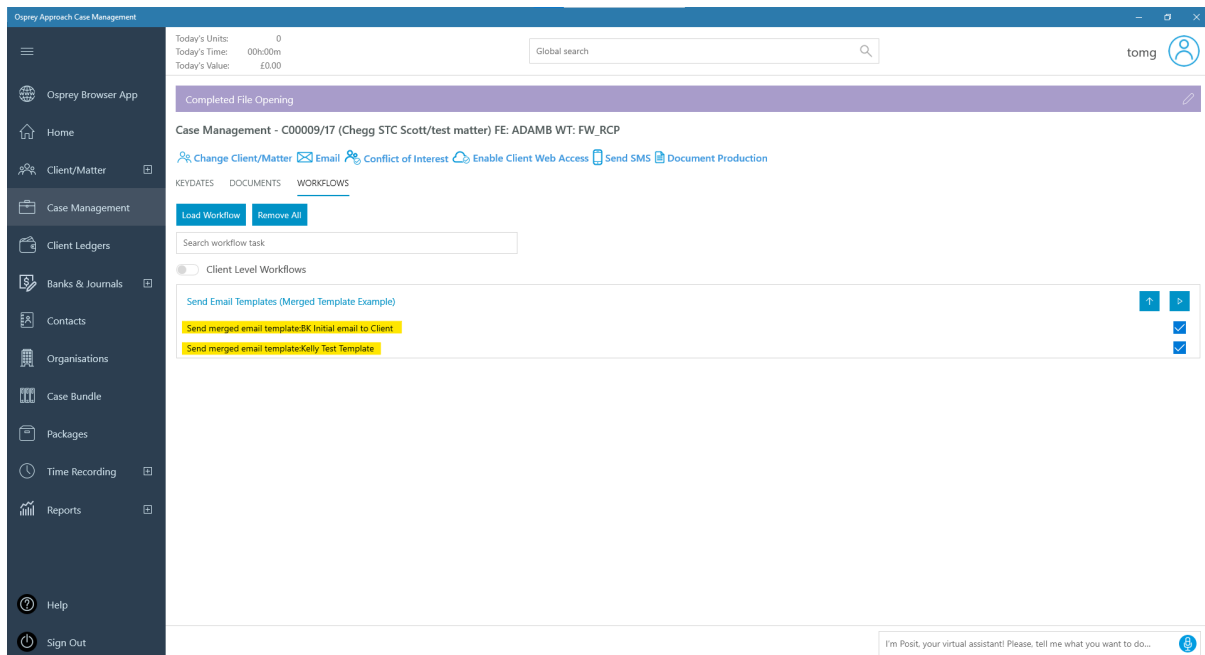 Osprey Approach Case Management
Today's Units: 0
Today's Time: 00h:00m
Today's Value: £0.00
Global search
tomg
Osprey Browser App
Home
Client/Matter
Case Management
Client Ledgers
Banks & Journals
Contacts
Organisations
Case Bundle
Packages
Time Recording
Reports
Help
Sign Out
Completed File Opening
Case Management - C00009/17 (Chegg STC Scott/test matter) FE: ADAMB WT: FW_RCP
Change Client/Matter Email Conflict of Interest Enable Client Web Access Send SMS Document Production
KEYDATES DOCUMENTS WORKFLOWS
Load Workflow Remove All
Search workflow task
Client Level Workflows
Send Email Templates (Merged Template Example)
Send merged email template:BK Initial email to Client
Send merged email template:Kelly Test Template
I'm Posit, your virtual assistant! Please, tell me what you want to do...